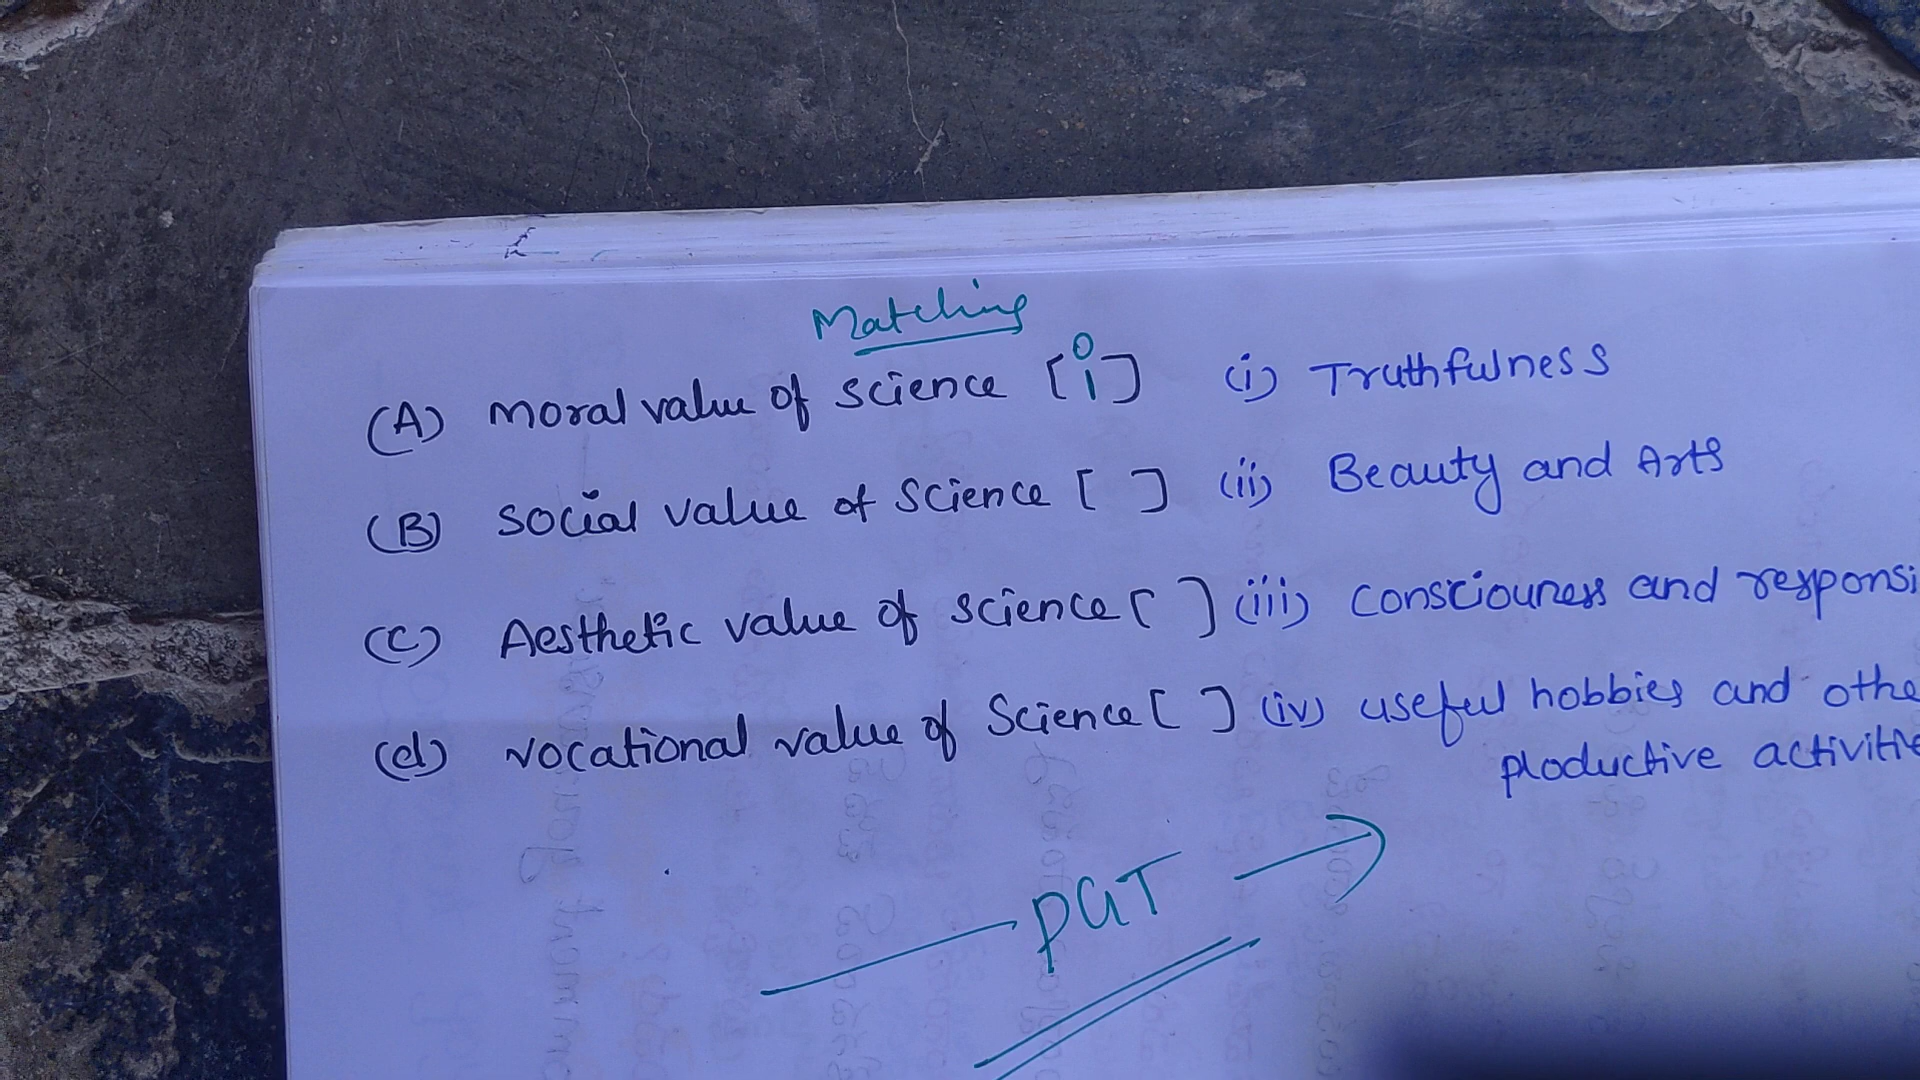 Matching
(A) Moral value of science [i] (i) Truthfulness
(B) Social value of Science [ ] (ii) Beauty and Arts
(C) Aesthetic value of science [ ] (iii) Consciouness and responsi
(d) vocational value of Science [ ] (iv) useful hobbies and othe
ploductive activitie
PGT